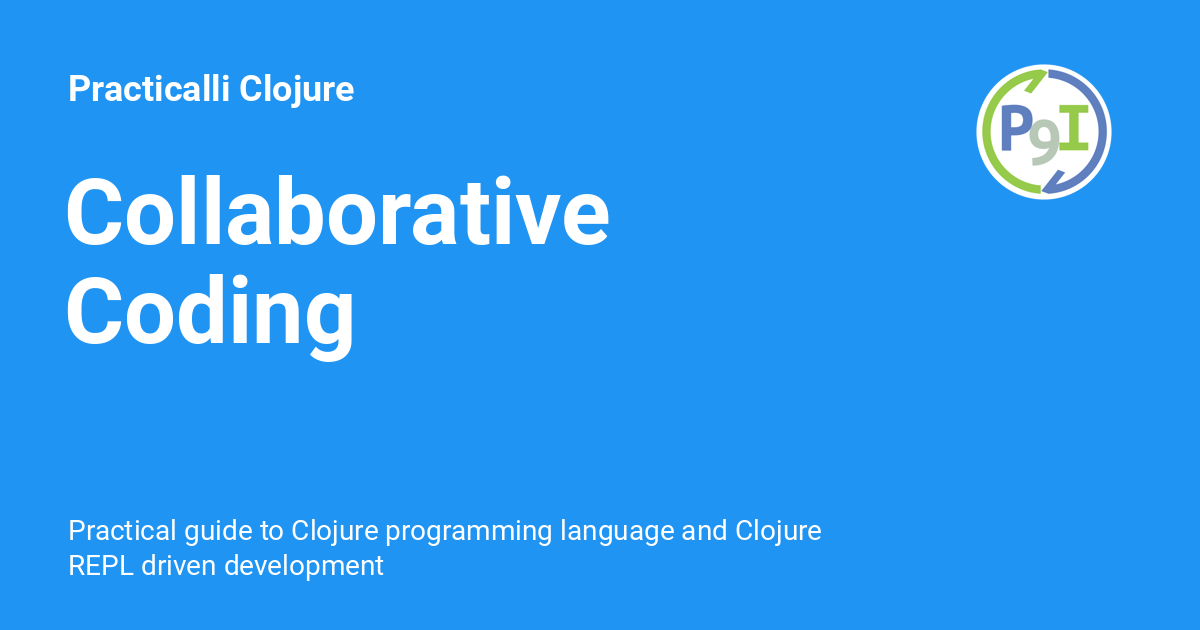 Practicalli Clojure
P9I
Collaborative
Coding
Practical guide to Clojure programming language and Clojure
REPL driven development